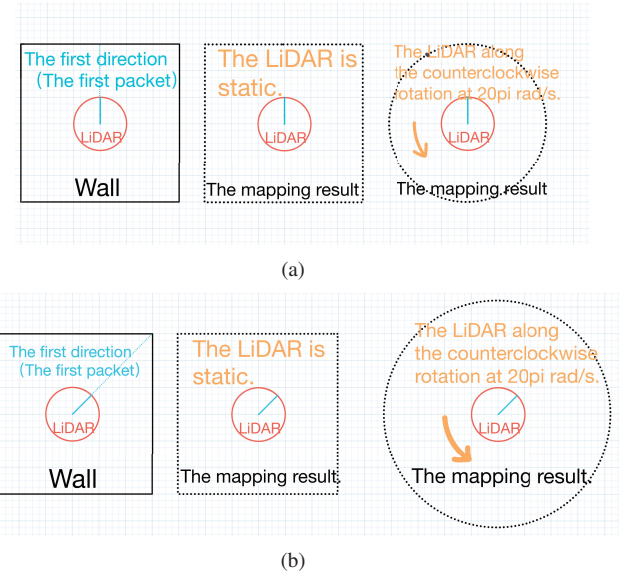 The first direction
(The first packet)
LiDAR
Wall
The LiDAR is
static.
LiDAR
The mapping result
The LiDAR along
the counterclockwise
rotation at 20pi rad/s.
LiDAR
The mapping result
(a)
The first direction
(The first packet)
LiDAR
Wall
The LiDAR is
static.
LiDAR
The mapping result.
The LiDAR along
the counterclockwise
rotation at 20pi rad/s.
LiDAR
The mapping result.
(b)